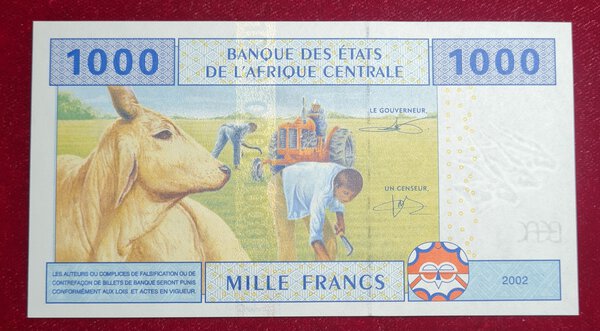 1000
BANQUE DES ÉTATS
DE L'AFRIQUE CENTRALE
1000
LE GOUVERNEUR,
UN CENSEUR,
LES AUTEURS OU COMPLICES DE FALSIFICATION OU DE
CONTREFAÇON DE BILLETS DE BANQUE SERONT PUNIS
CONFORMÉMENT AUX LOIS ET ACTES EN VIGUEUR.
MILLE FRANCS
2002